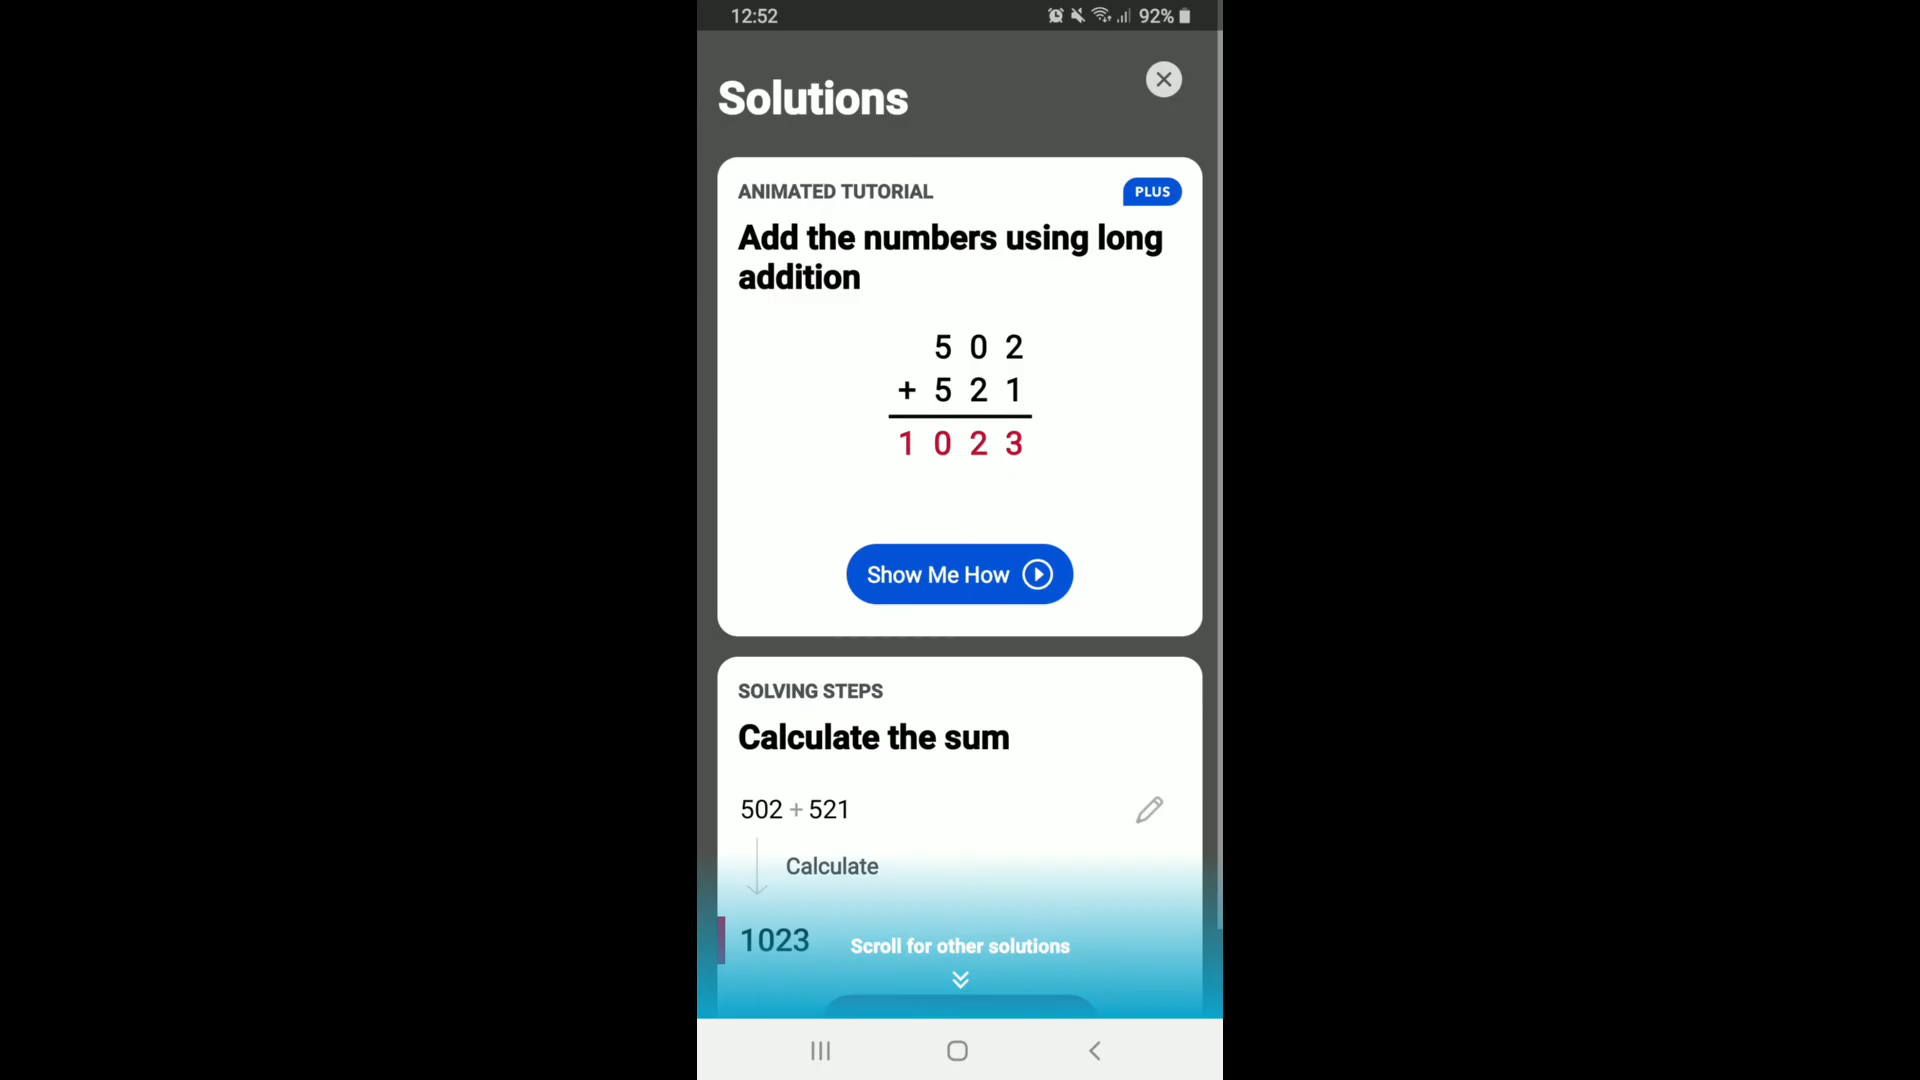 12:52
92%
Solutions
ANIMATED TUTORIAL
PLUS
Add the numbers using long
addition
5 0 2
+ 5 2 1
1 0 2 3
Show Me How
SOLVING STEPS
Calculate the sum
502 + 521
Calculate
1023
Scroll for other solutions